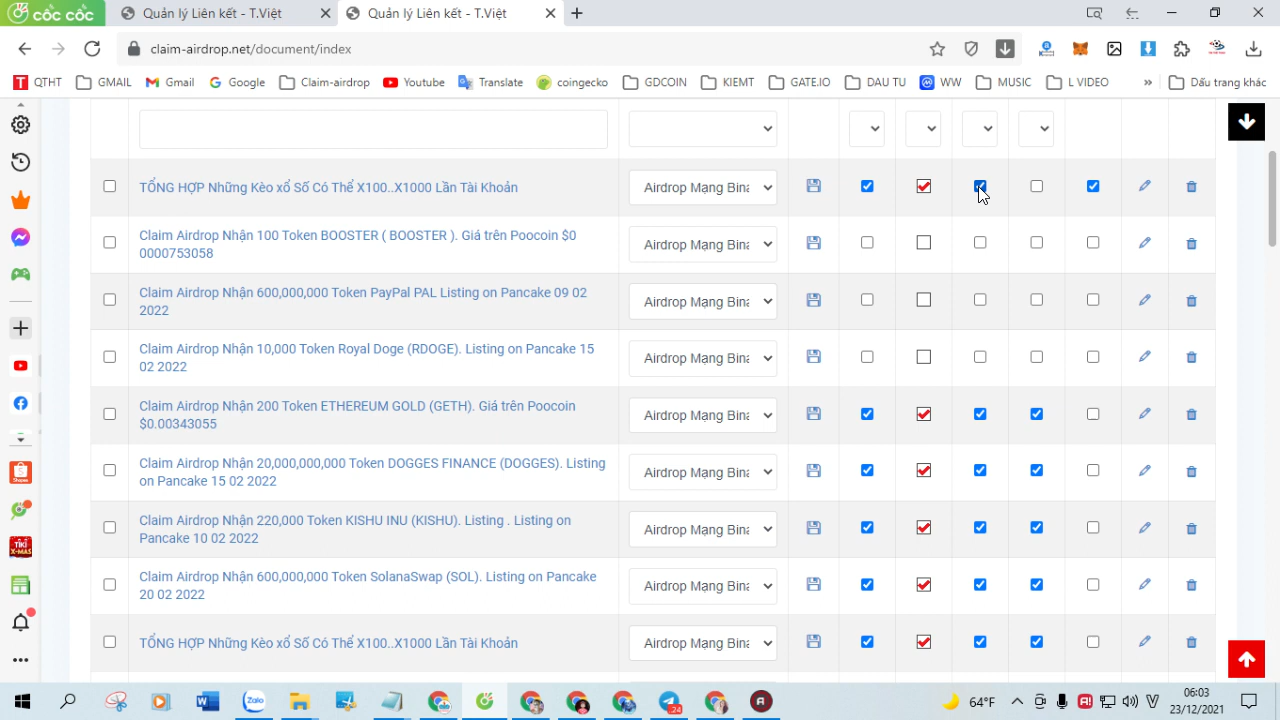 cốc cốc
Quản lý kết - T.Việt
Quản lý kết - T.Việt
claim-airdrop.net/document/index
QTHT
GMAIL
Gmail
Google
Claim-airdrop
Youtube
Translate
coingecko
GDCOIN
KIEMT
GATE.IO
DAU TU
WW
MUSIC
L VIDEO
»
Dấu trang khác
TỔNG HỢP Những Kèo xổ Số Có Thể X100..X1000 Lần Tài Khoản
Airdrop Mạng Bina
Claim Airdrop Nhận 100 Token BOOSTER ( BOOSTER ). Giá trên Poocoin $0
0000753058
Airdrop Mạng Bina
Claim Airdrop Nhận 600,000,000 Token PayPal PAL Listing on Pancake 09 02
2022
Airdrop Mạng Bina
Claim Airdrop Nhận 10,000 Token Royal Doge (RDOGE). Listing on Pancake 15
02 2022
Airdrop Mạng Bina
Claim Airdrop Nhận 200 Token ETHEREUM GOLD (GETH). Giá trên Poocoin
$0.00343055
Airdrop Mạng Bina
Claim Airdrop Nhận 20,000,000,000 Token DOGGES FINANCE (DOGGES). Listing
on Pancake 15 02 2022
Airdrop Mạng Bina
Claim Airdrop Nhận 220,000 Token KISHU INU (KISHU). Listing . Listing on
Pancake 10 02 2022
Airdrop Mạng Bina
Claim Airdrop Nhận 600,000,000 Token SolanaSwap (SOL). Listing on Pancake
20 02 2022
Airdrop Mạng Bina
TỔNG HỢP Những Kèo xổ Số Có Thể X100..X1000 Lần Tài Khoản
Airdrop Mạng Bina
Shopee
TIKI
X-MAS
Zalo
24
64°F
06:03
23/12/2021